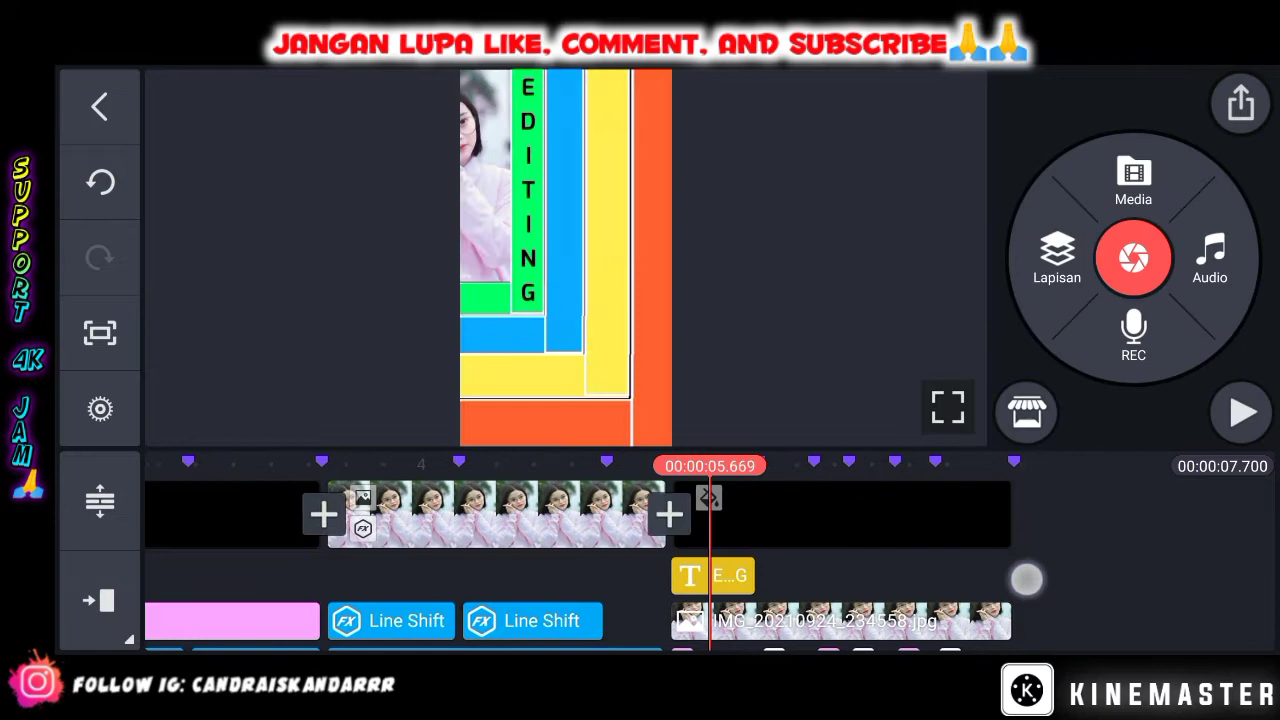 JANGAN LUPA LIKE, COMMENT, AND SUBSCRIBE🙏🙏
SUPPORT 4K JAM🙏
EDITING
Media
Lapisan
Audio
REC
4
00:00:05.669
00:00:07.700
T E...G
Line Shift
Line Shift
IMG_20210924_234558.jpg
FOLLOW IG: CANDRAISKANDARRR
K KINEMASTER